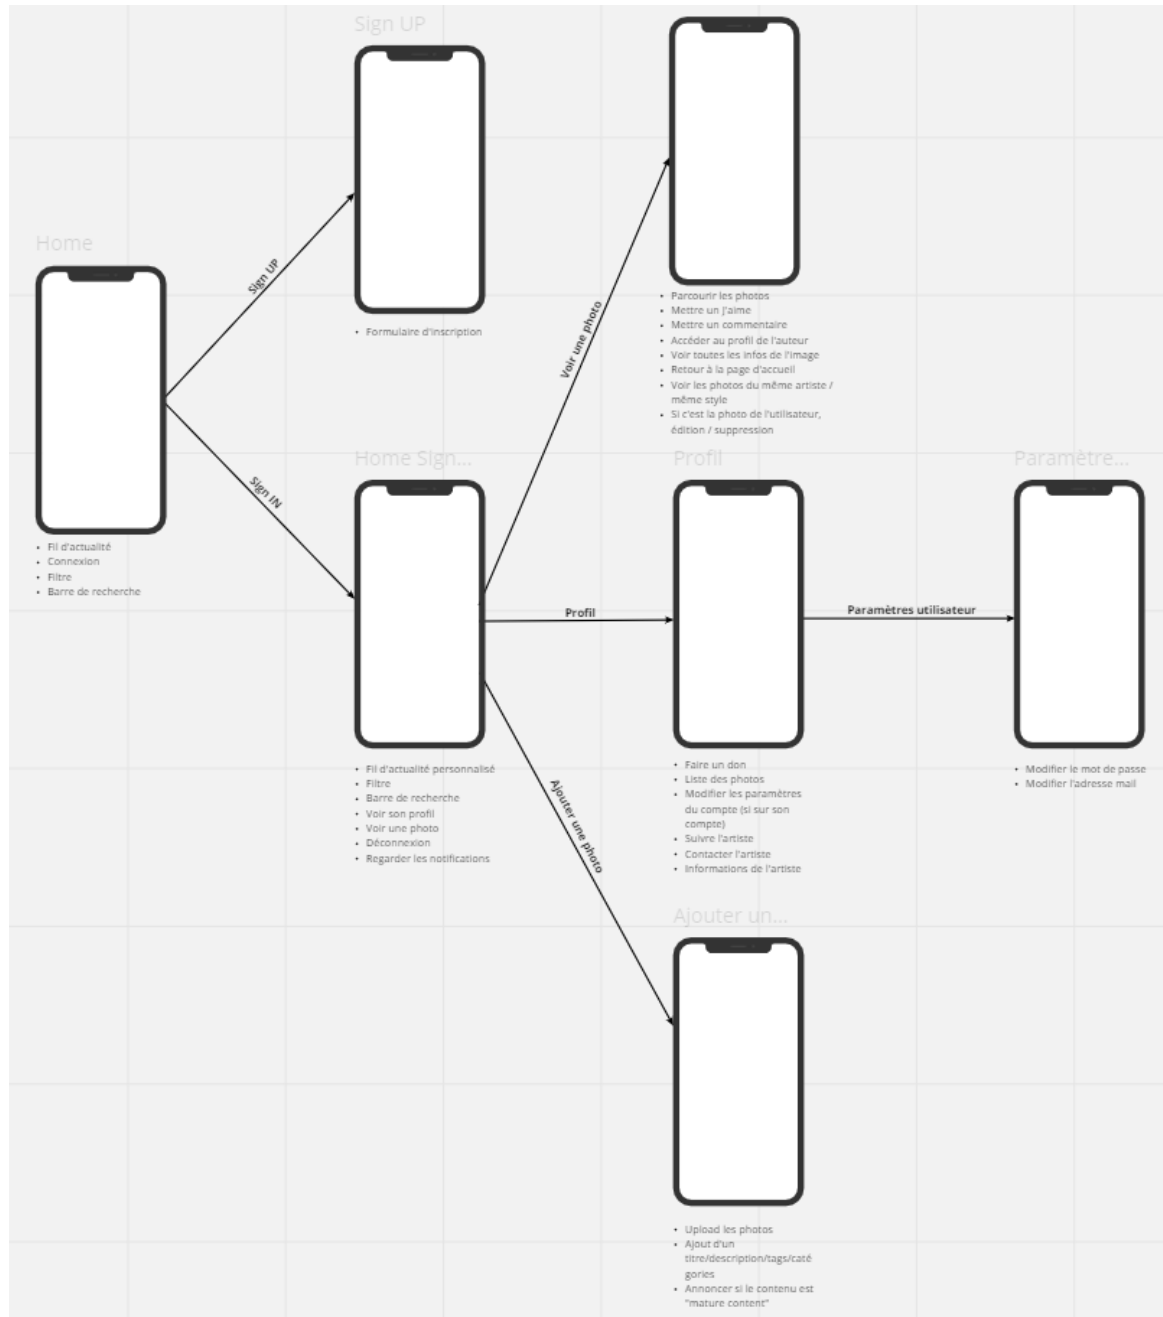 Sign UP
Home
Sign UP
• Formulaire d'inscription
Voir une photo
• Parcourir les photos
• Mettre un j'aime
• Mettre un commentaire
• Accéder au profil de l'auteur
• Voir toutes les infos de l'image
• Retour à la page d'accueil
• Voir les photos du même artiste /
même style
• Si c'est la photo de l'utilisateur,
édition / suppression
Sign IN
• Fil d'actualité
• Connexion
• Filtre
• Barre de recherche
Home Sign...
Profil
Paramètre...
Profil
Paramètres utilisateur
• Fil d'actualité personnalisé
• Filtre
• Barre de recherche
• Voir son profil
• Voir une photo
• Déconnexion
• Regarder les notifications
Ajouter une photo
• Faire un don
• Liste des photos
• Modifier les paramètres
du compte (si sur son
compte)
• Suivre l'artiste
• Contacter l'artiste
• Informations de l'artiste
• Modifier le mot de passe
• Modifier l'adresse mail
Ajouter un...
• Upload les photos
• Ajout d'un
titre/description/tags/caté
gories
• Annoncer si le contenu est
"mature content"